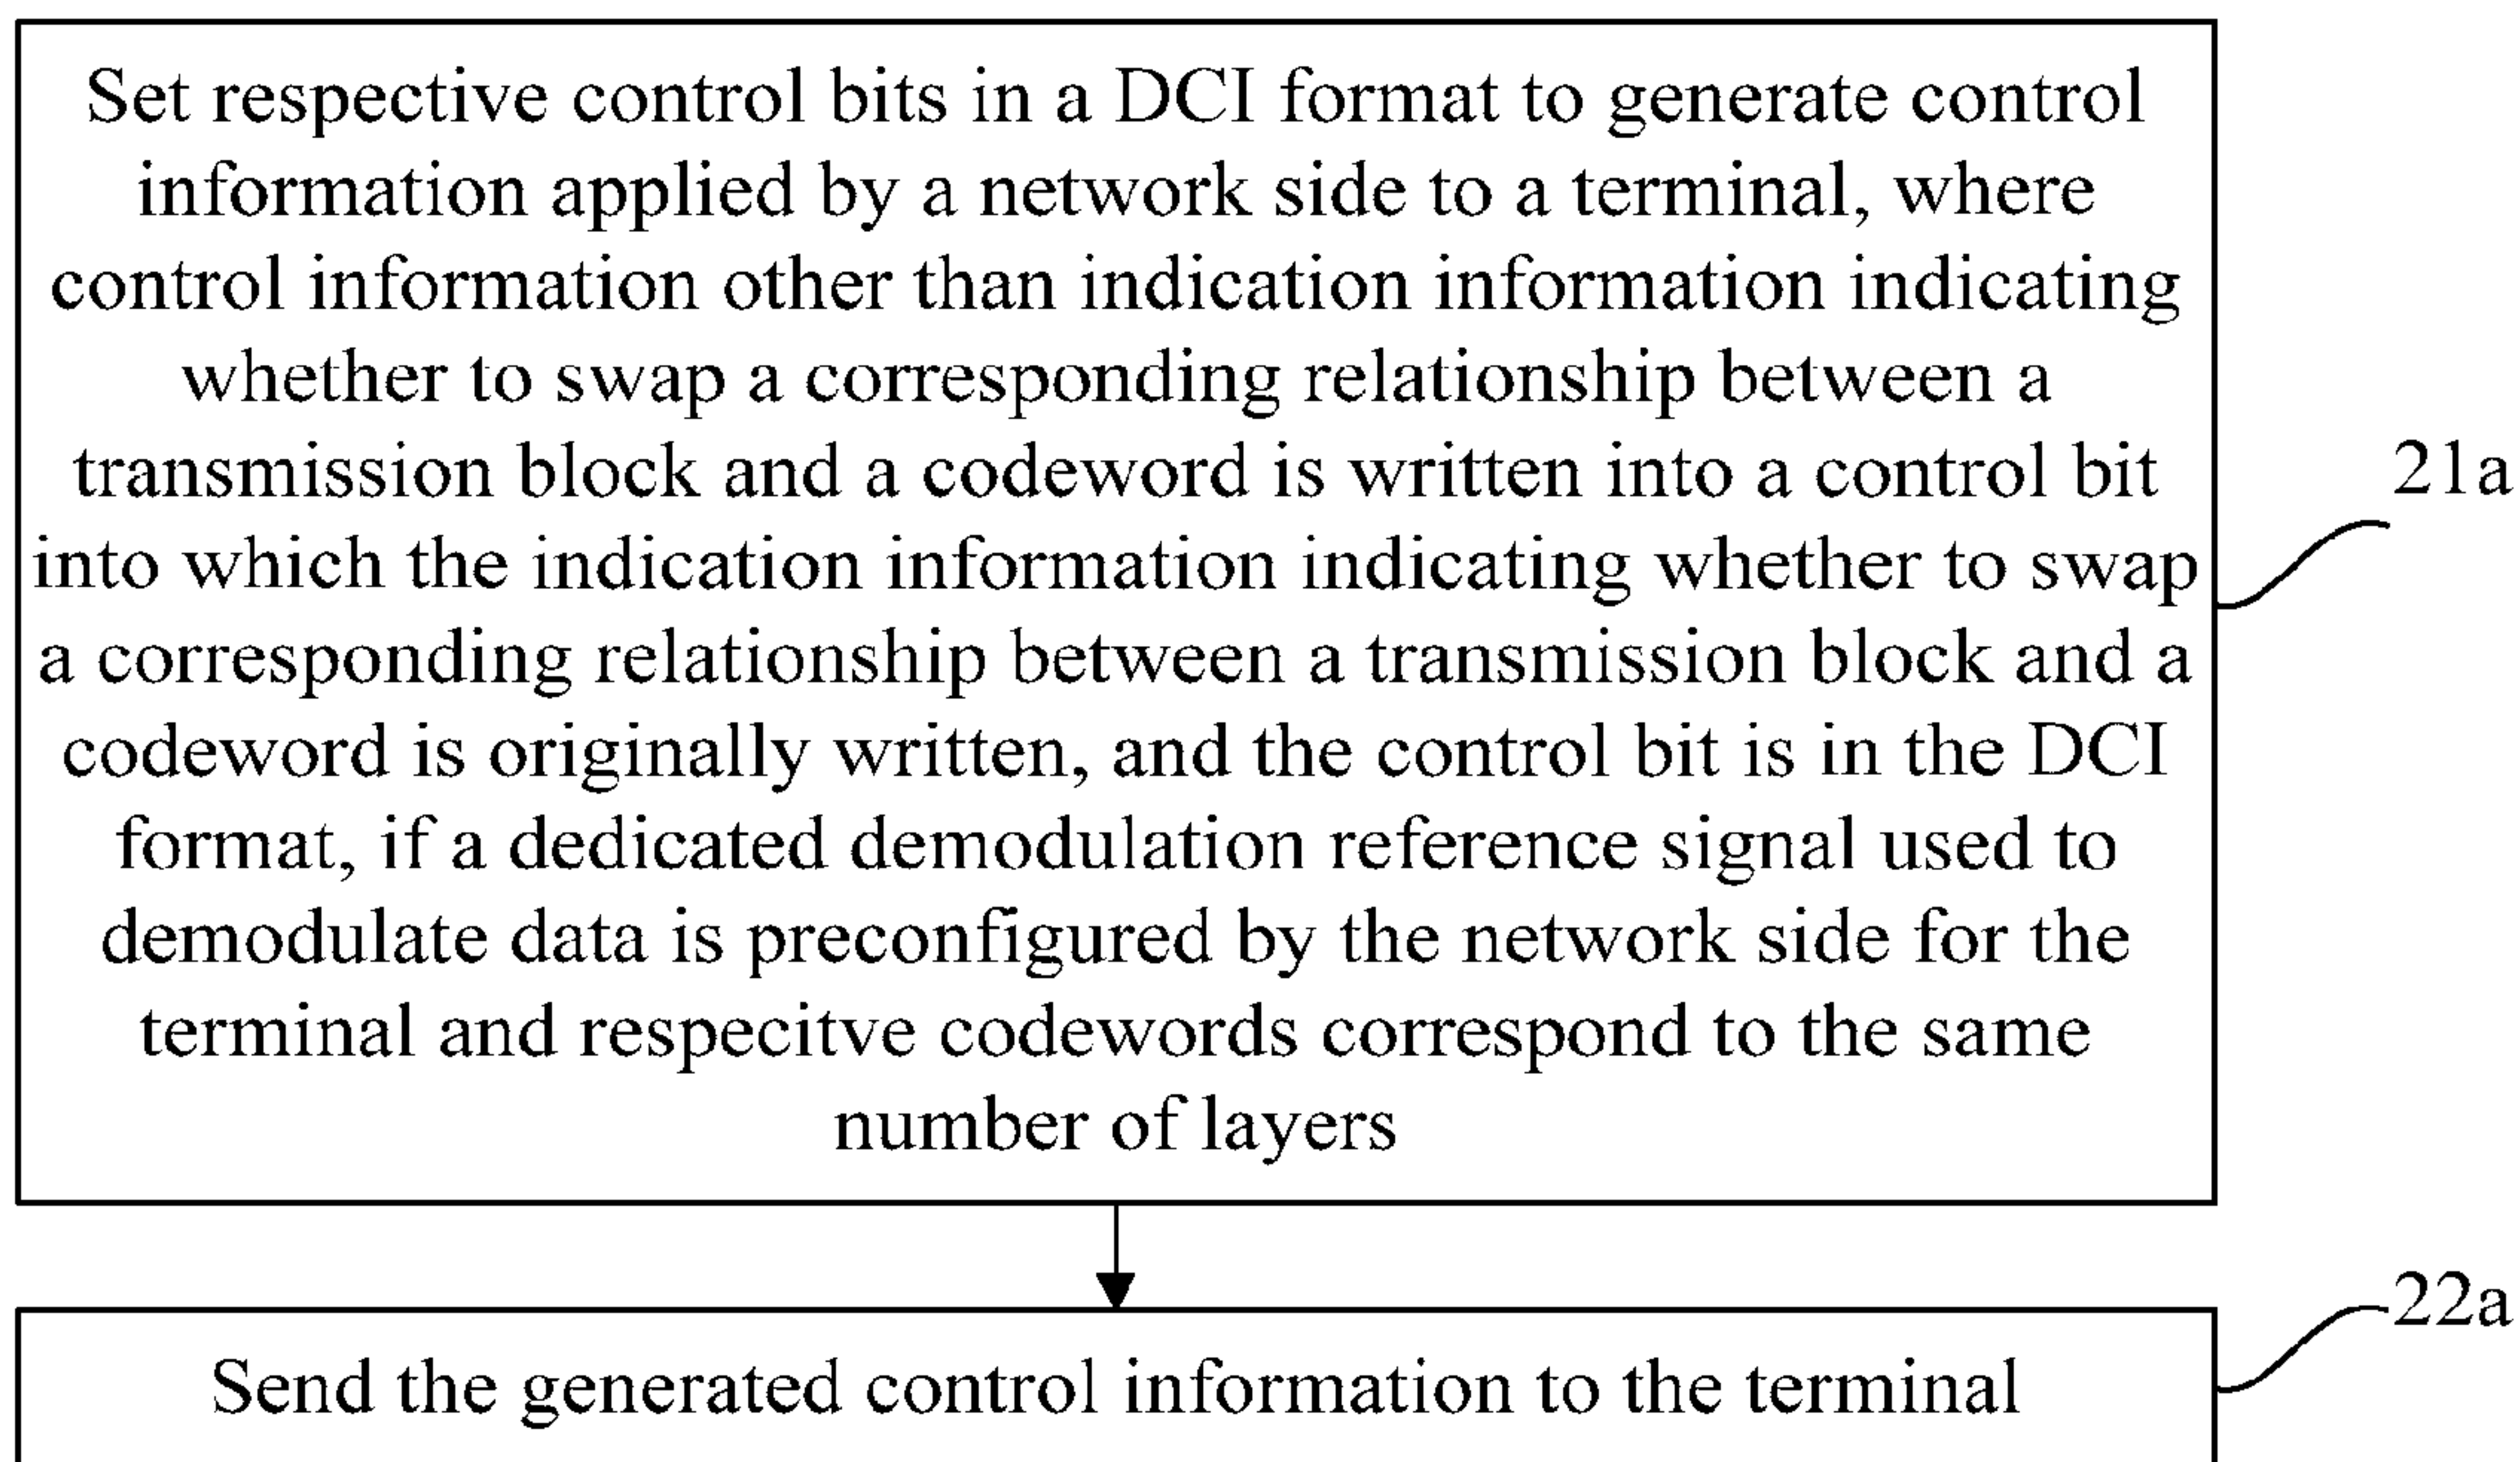 Set respective control bits in a DCI format to generate control
information applied by a network side to a terminal, where
control information other than indication information indicating
whether to swap a corresponding relationship between a
transmission block and a codeword is written into a control bit
into which the indication information indicating whether to swap
a corresponding relationship between a transmission block and a
codeword is originally written, and the control bit is in the DCI
format, if a dedicated demodulation reference signal used to
demodulate data is preconfigured by the network side for the
terminal and respecitve codewords correspond to the same
number of layers
21a
22a
Send the generated control information to the terminal